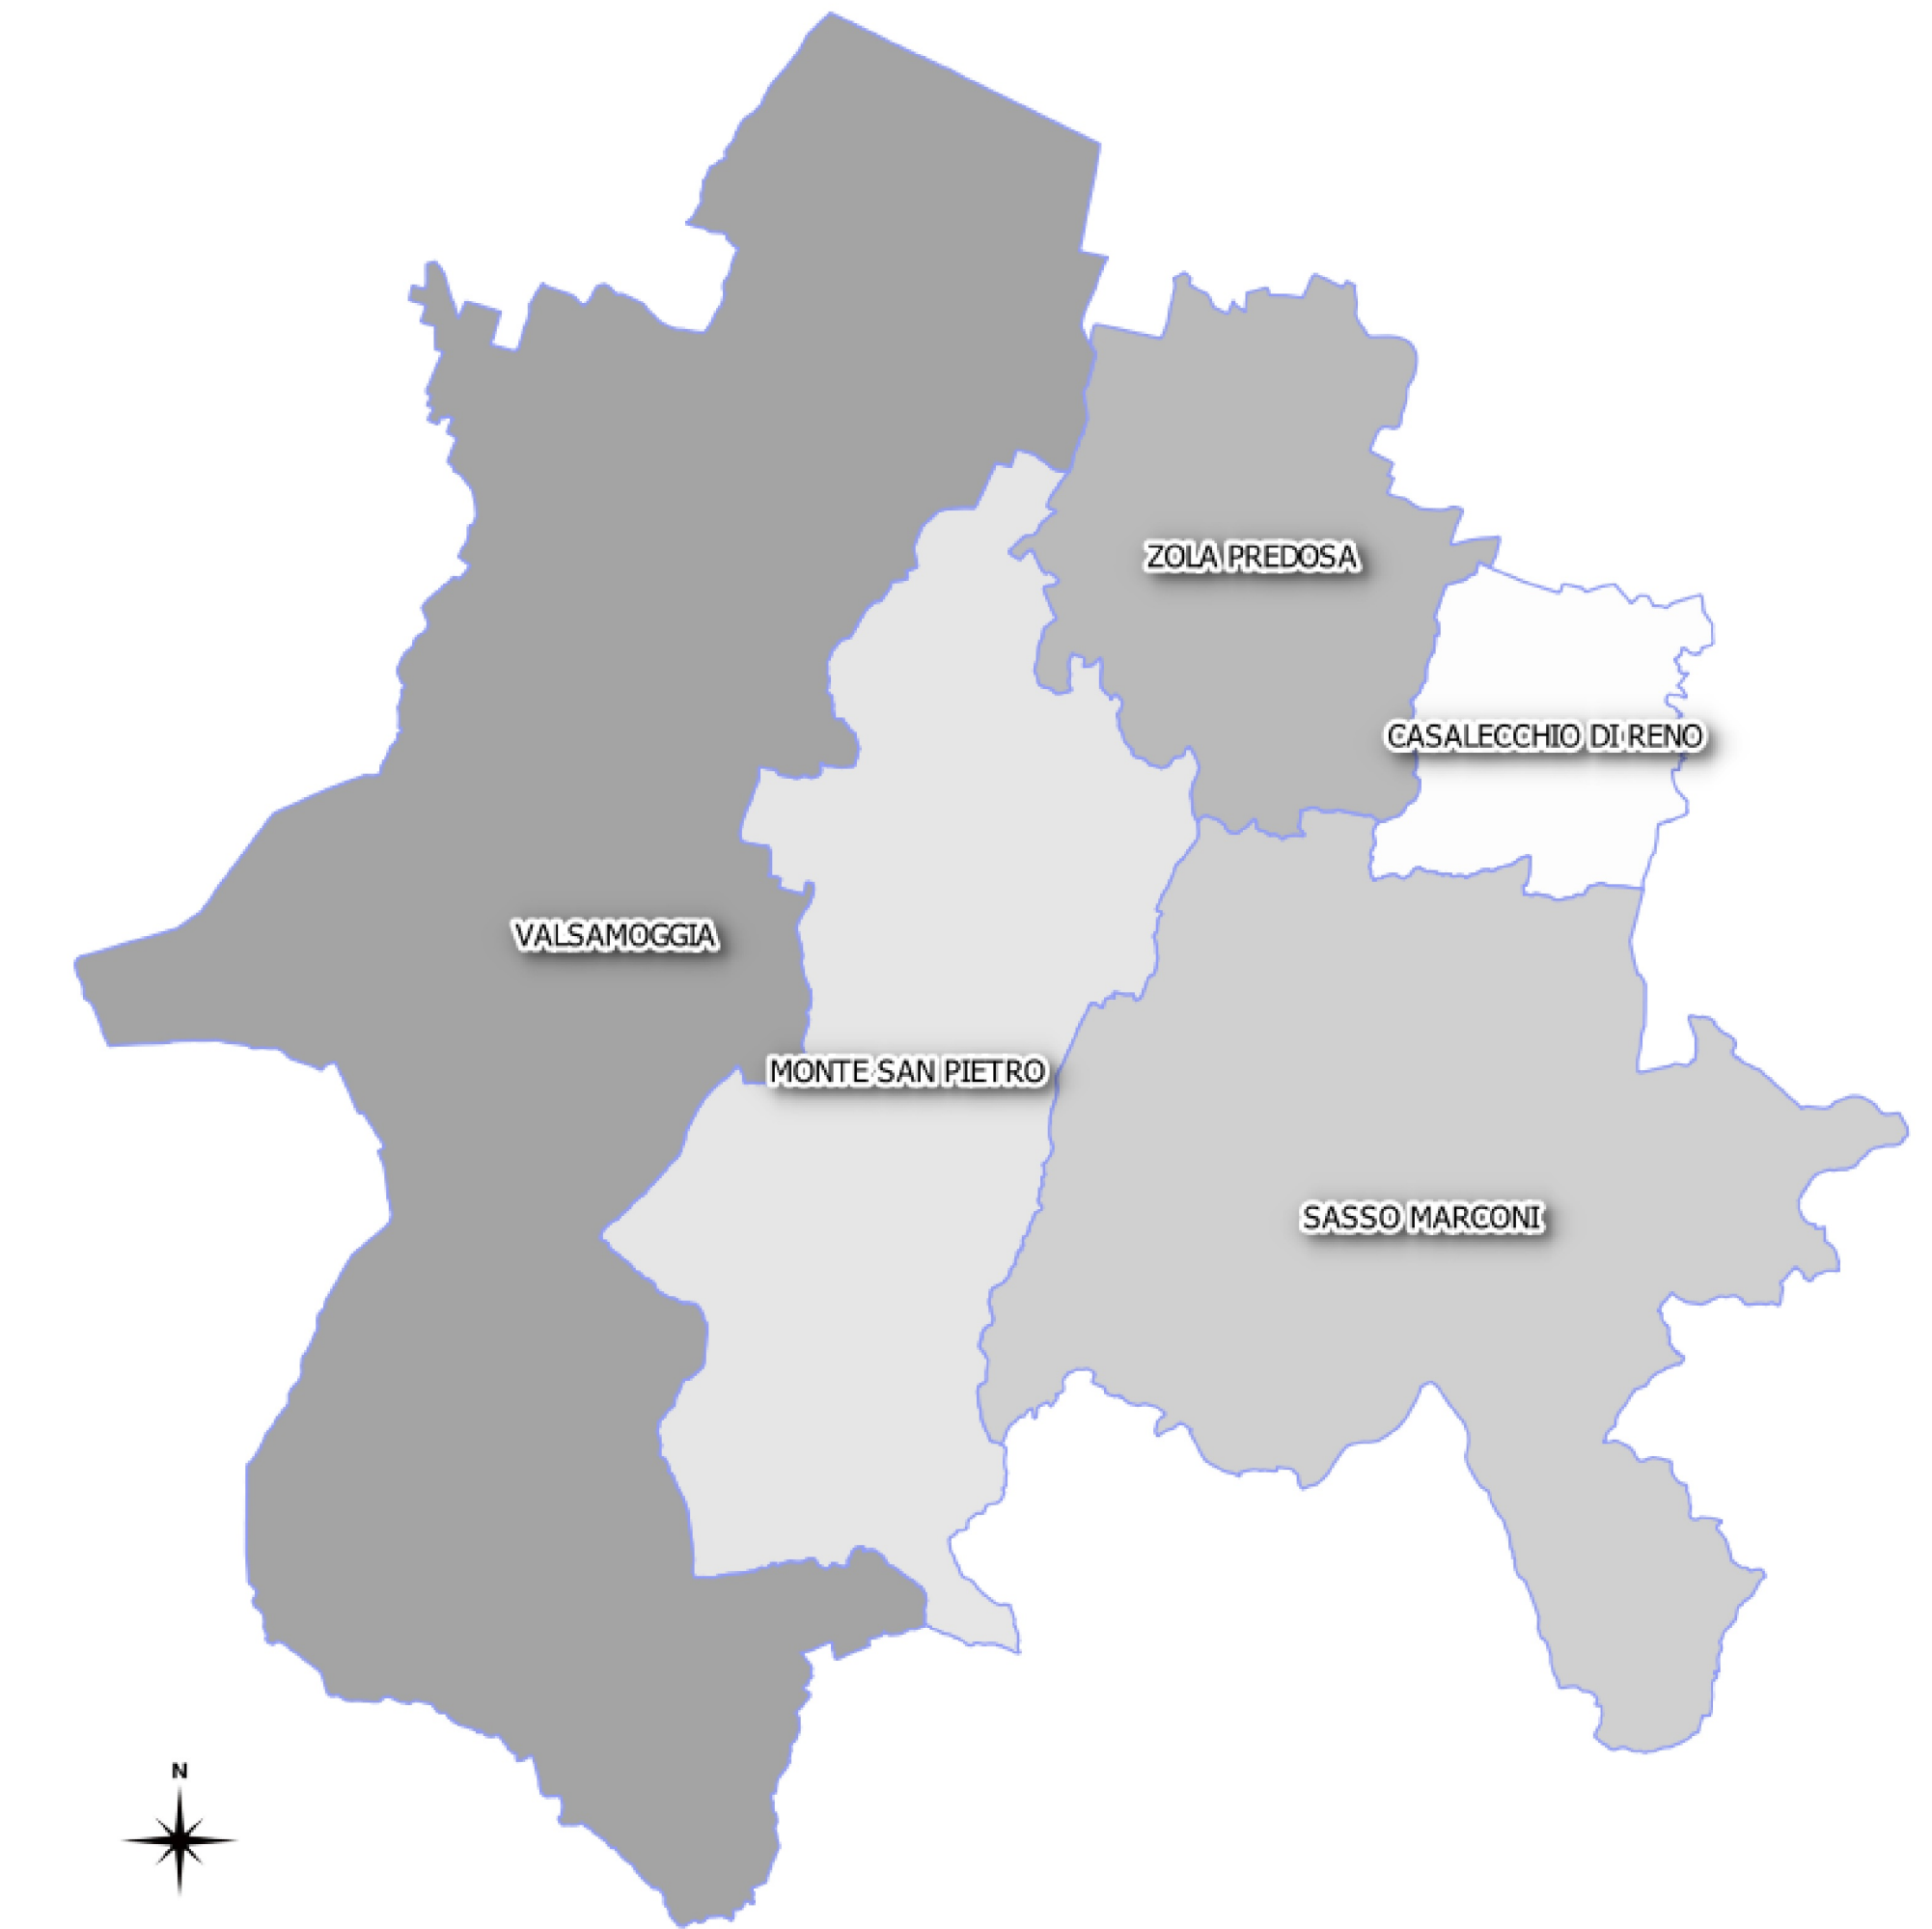 ZOLA PREDOSA
CASALECCHIO DI RENO
VALSAMOGGIA
MONTE SAN PIETRO
SASSO MARCONI
N